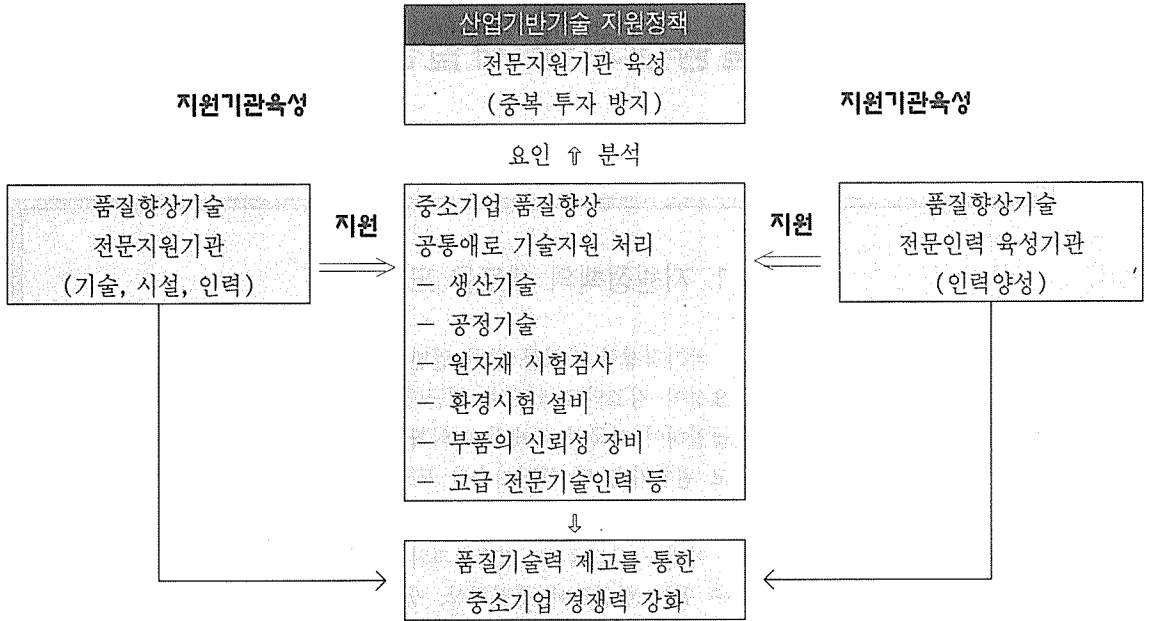 산업기반기술 지원정책
전문지원기관 육성
(중복 투자 방지)
지원기관육성
지원기관육성
요인 ⇧ 분석
품질향상기술
전문지원기관
(기술, 시설, 인력)
지원
중소기업 품질향상
공통애로 기술지원 처리
– 생산기술
– 공정기술
– 원자재 시험검사
– 환경시험 설비
– 부품의 신뢰성 장비
– 고급 전문기술인력 등
지원
품질향상기술
전문인력 육성기관
(인력양성)
⇩
품질기술력 제고를 통한
중소기업 경쟁력 강화